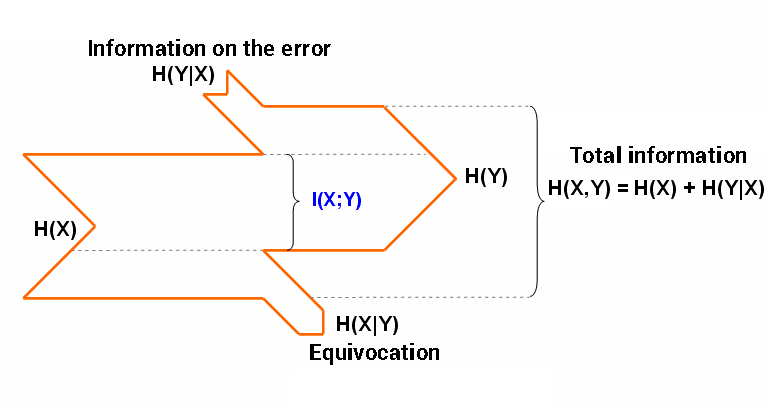 Information on the error
H(Y|X)
Total information
H(X,Y) = H(X) + H(Y|X)
H(Y)
I(X;Y)
H(X)
H(X|Y)
Equivocation